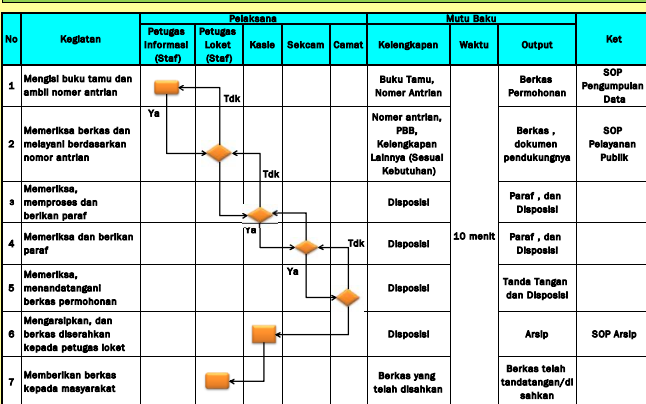 Pelaksana Mutu Baku
No Kegiatan Petugas Informasi (Staf) Petugas Loket (Staf) Kasie Sekcam Camat Kelengkapan Waktu Output Ket
1 Mengisi buku tamu dan
ambil nomer antrian
Buku Tamu,
Nomer Antrian
Berkas
Permohonan
SOP
Pengumpulan
Data
Tdk
Ya
2 Memeriksa berkas dan
melayani berdasarkan
nomor antrian
Nomer antrian,
PBB,
Kelengkapan
Lainnya (Sesuai
Kebutuhan)
Berkas ,
dokumen
pendukungnya
SOP
Pelayanan
Publik
Tdk
3 Memeriksa,
memproses dan
berikan paraf
Disposisi
Paraf , dan
Disposisi
Ya
4 Memeriksa dan berikan
paraf
Tdk
Disposisi
10 menit
Paraf , dan
Disposisi
Ya
5 Memeriksa,
menandatangani
berkas permohonan
Disposisi
Tanda Tangan
dan Disposisi
6 Mengarsipkan, dan
berkas diserahkan
kepada petugas loket
Disposisi
Arsip
SOP Arsip
7 Memberikan berkas
kepada masyarakat
Berkas yang
telah disahkan
Berkas telah
tandatangan/di
sahkan